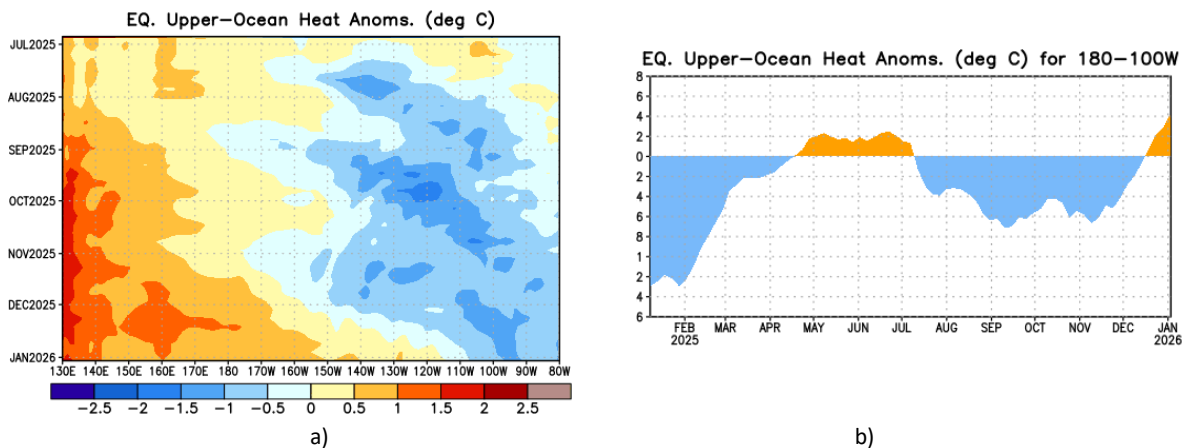 EQ. Upper-Ocean Heat Anoms. (deg C)
JUL2025
AUG2025
SEP2025
OCT2025
NOV2025
DEC2025
JAN2026
130E 140E 150E 160E 170E 180 170W 160W 150W 140W 130W 120W 110W 100W 90W 80W
-2.5 -2 -1.5 -1 -0.5 0 0.5 1 1.5 2 2.5
a)
EQ. Upper-Ocean Heat Anoms. (deg C) for 180-100W
8
6
4
2
0
2
4
6
8
1
2
4
6
FEB MAR APR MAY JUN JUL AUG SEP OCT NOV DEC JAN
2025 2026
b)